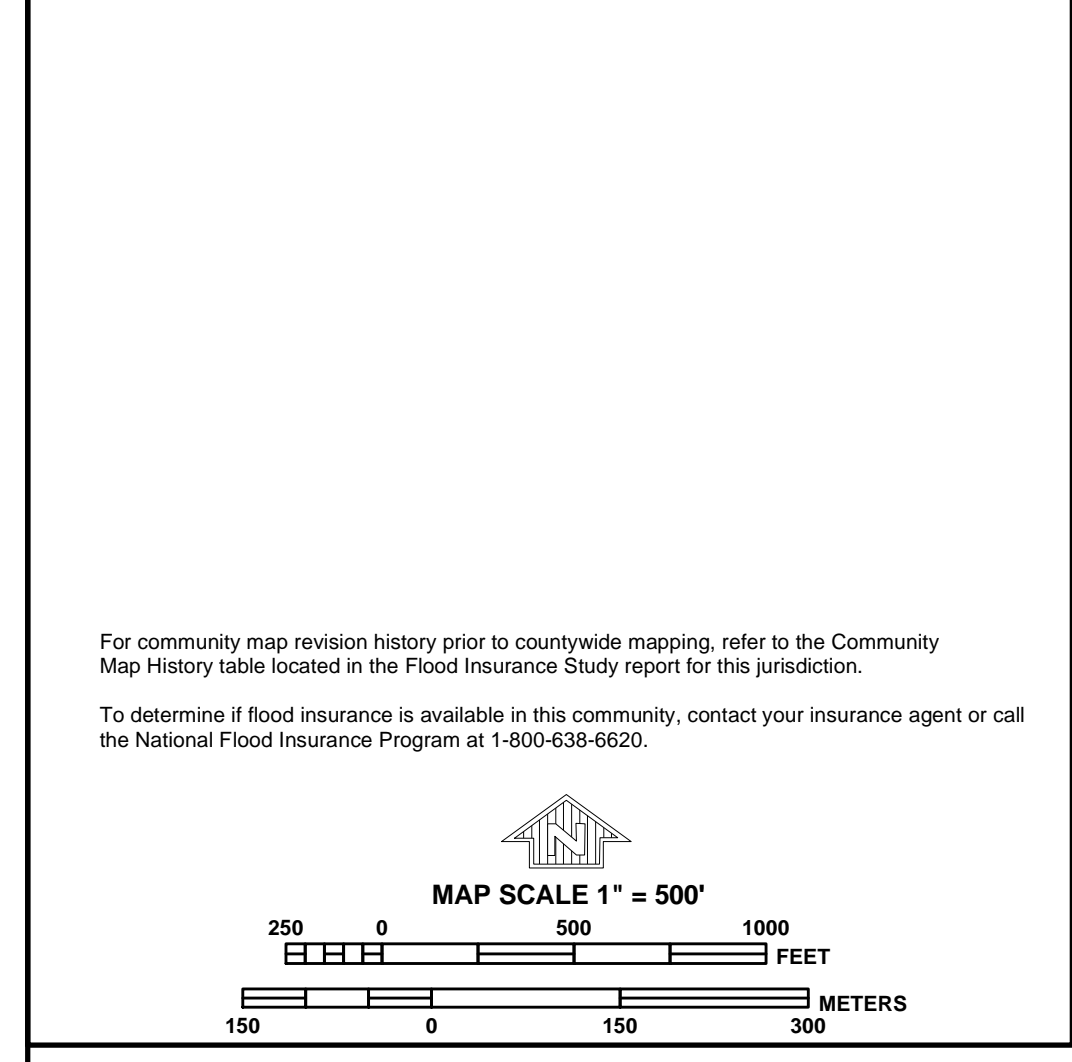 For community map revision history prior to countywide mapping, refer to the Community
Map History table located in the Flood Insurance Study report for this jurisdiction.
To determine if flood insurance is available in this community, contact your insurance agent or call
the National Flood Insurance Program at 1-800-638-6620.
N
MAP SCALE 1" = 500'
250 0 500 1000
FEET
METERS
150 0 150 300